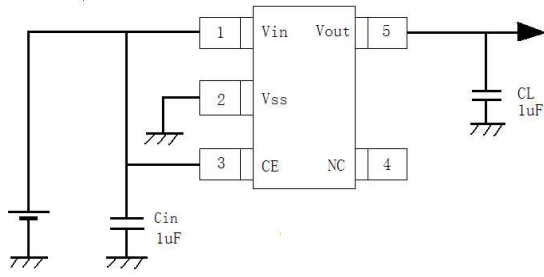 1 Vin Vout 5
2 Vss
3 CE NC 4
CL
1uF
Cin
1uF